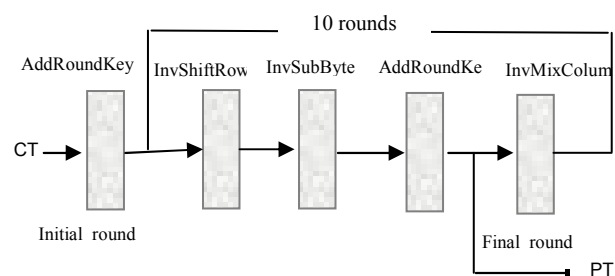 10 rounds
AddRoundKey
InvShiftRow
InvSubByte
AddRoundKe
InvMixColum
CT
Initial round
Final round
PT